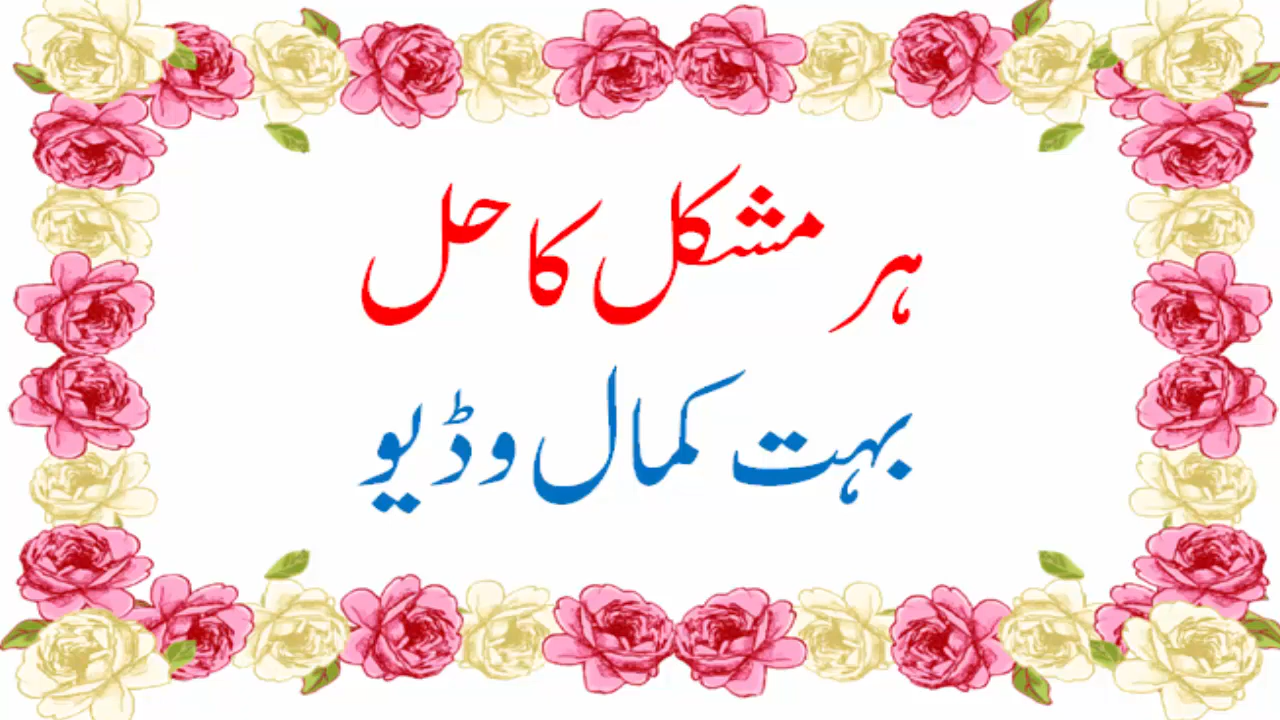 ہر مشکل کا حل
بہت کمال وڈیو